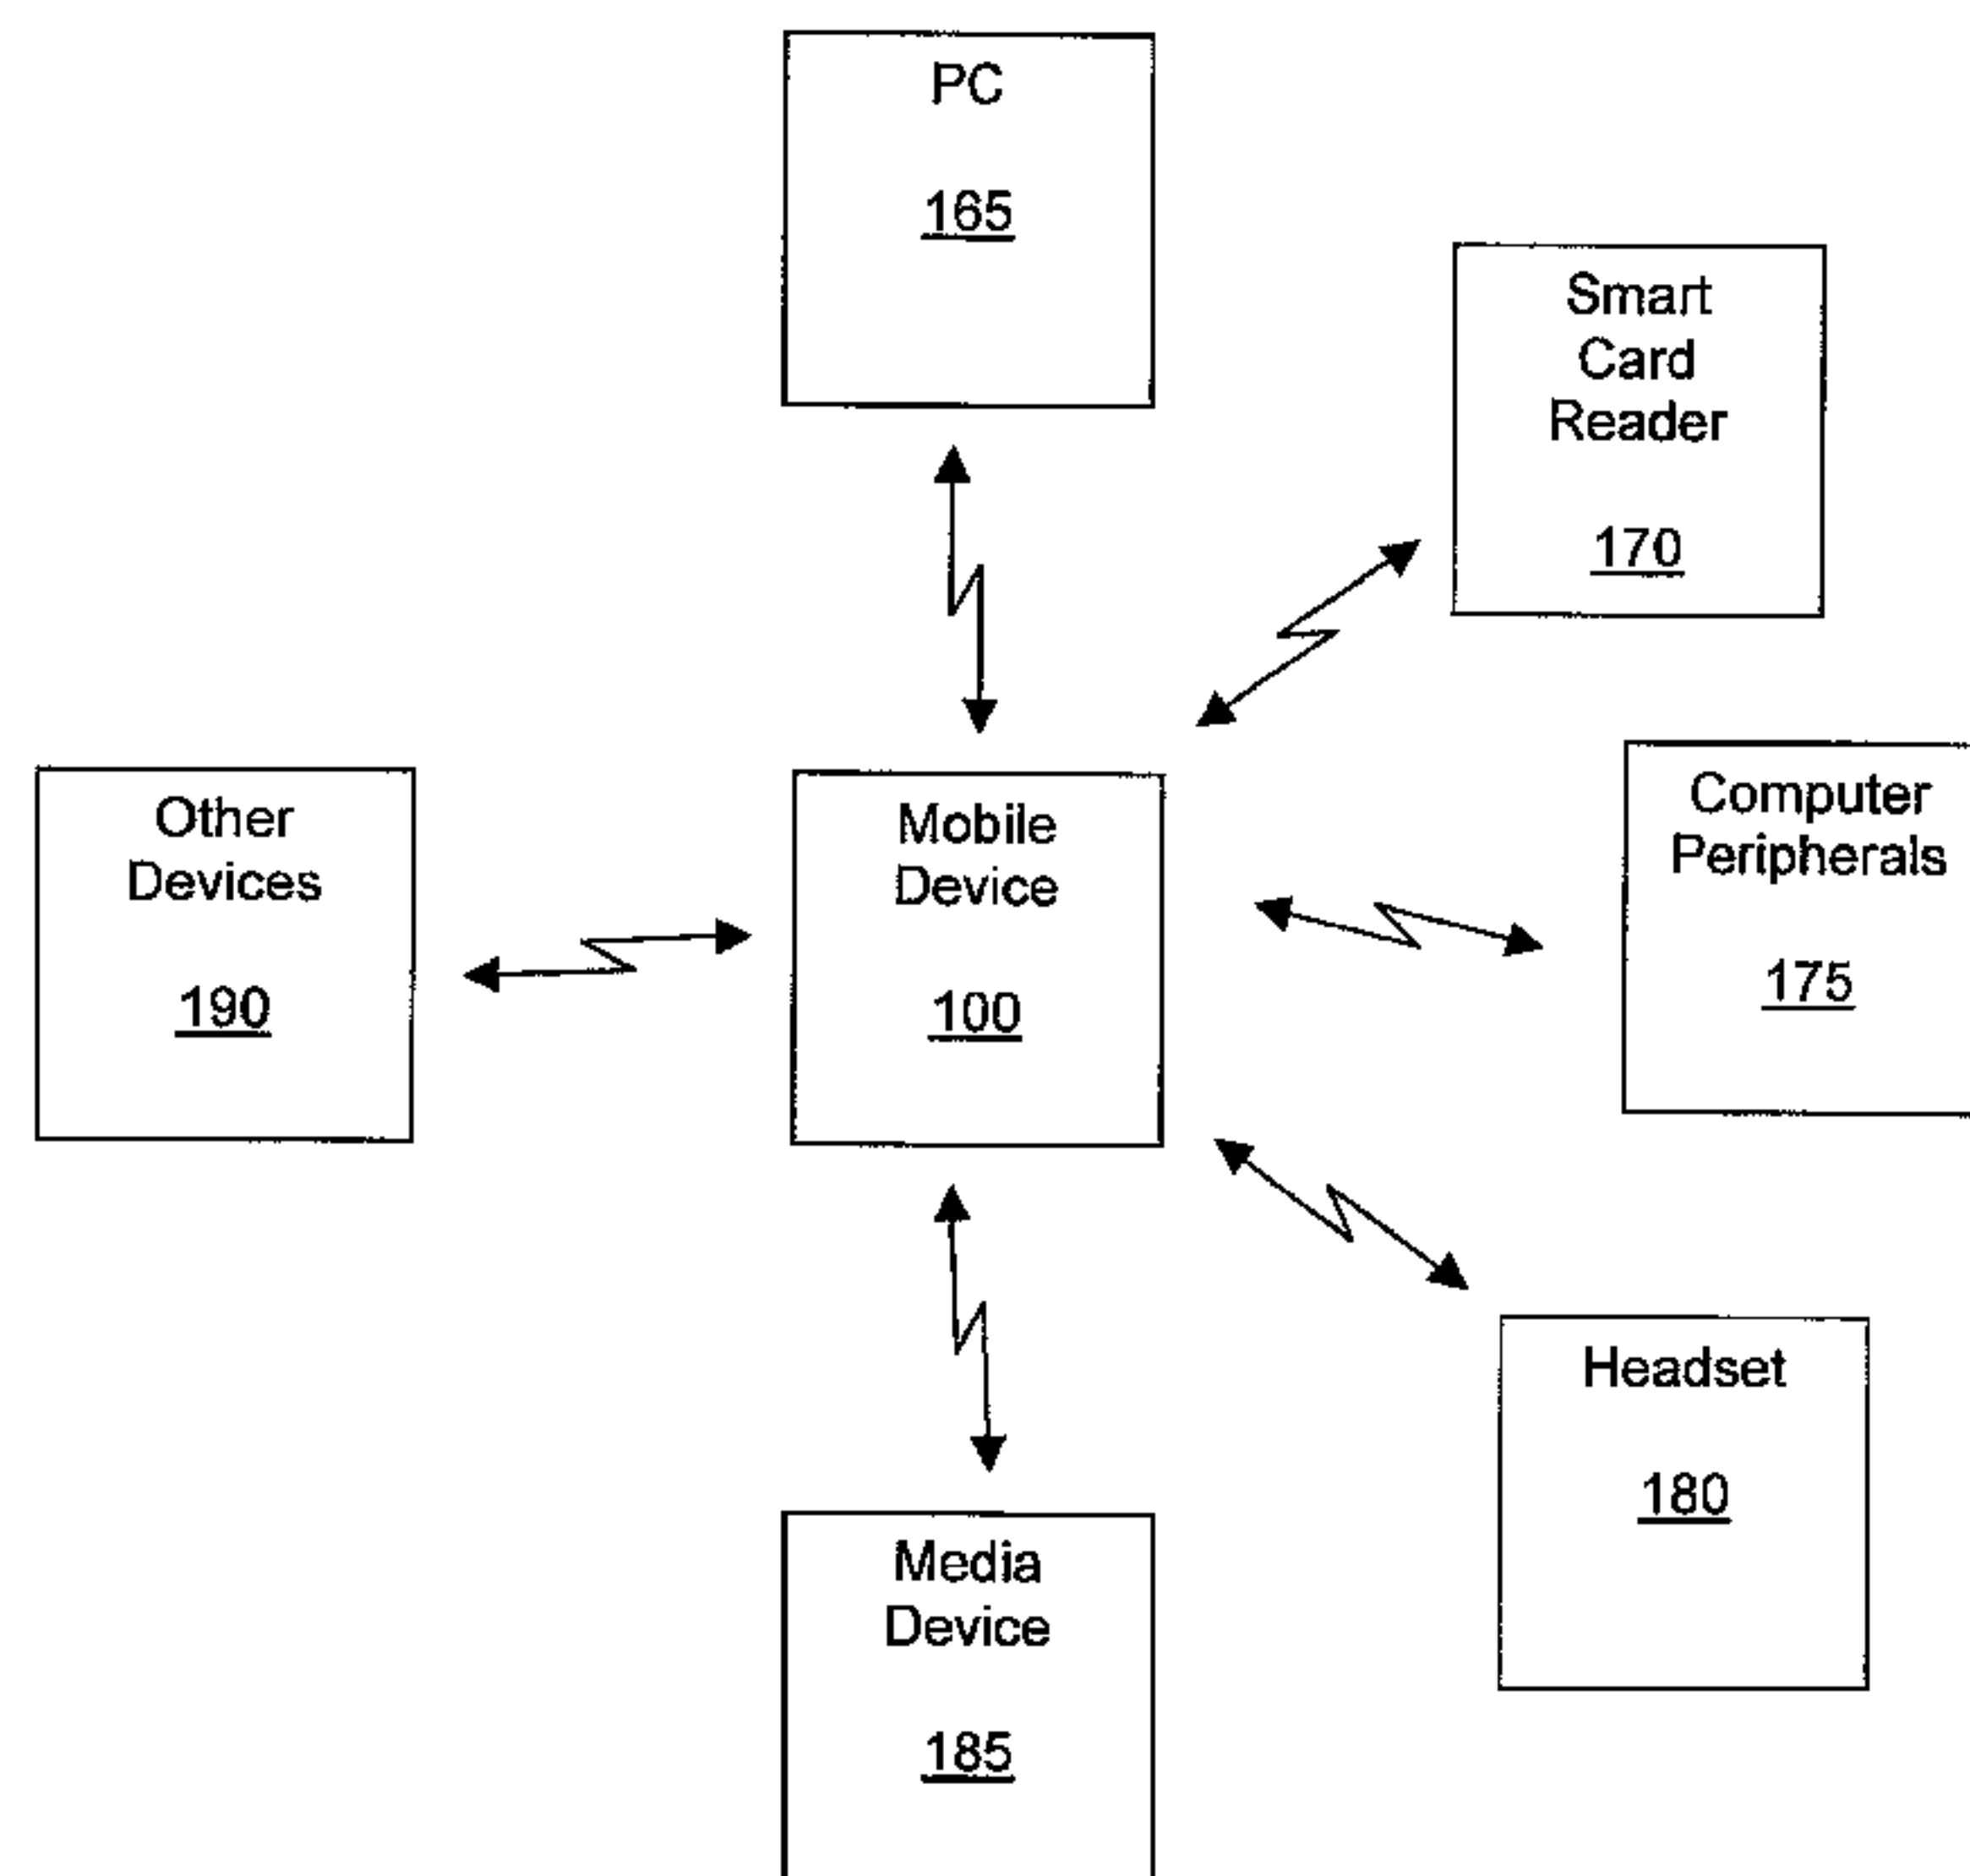 PC
165
Smart
Card
Reader
170
Other
Devices
190
Mobile
Device
100
Computer
Peripherals
175
Headset
180
Media
Device
185